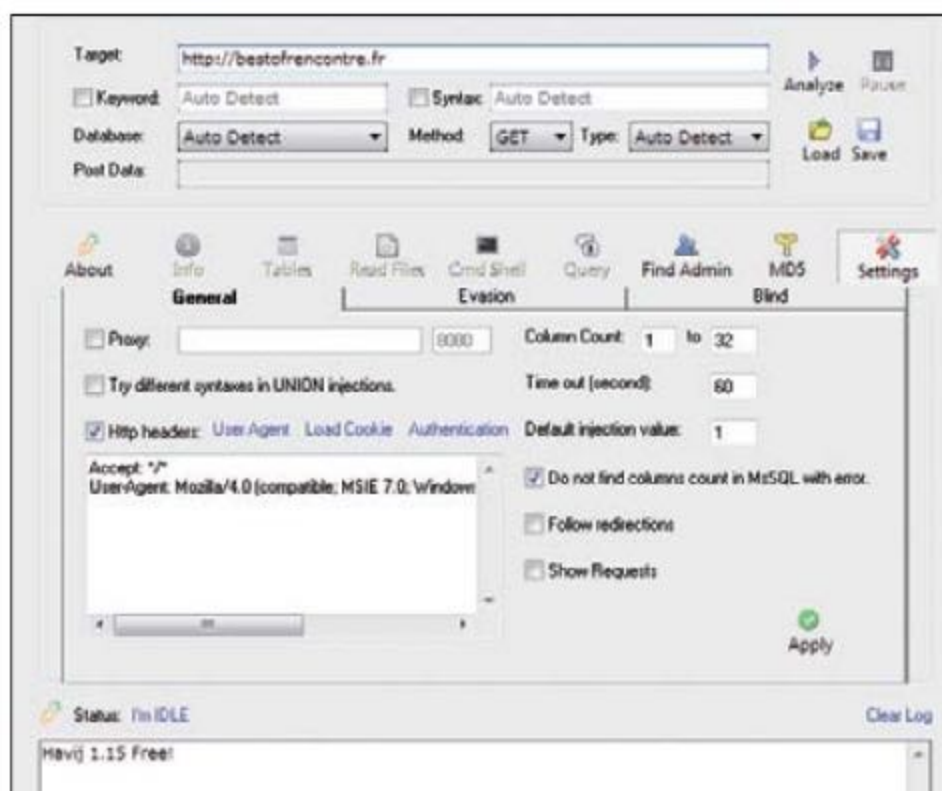 Target: http://bestofrencontre.fr
Analyze Pause
Keyword: Auto Detect Syntax: Auto Detect
Database: Auto Detect Method: GET Type: Auto Detect
Load Save
Post Data:
About Info Tables Read Files Cmd Shell Query Find Admin MD5 Settings
General Evasion Blind
Proxy: 8080 Column Count: 1 to 32
Try different syntaxes in UNION injections. Time out (second): 60
Http headers: User Agent Load Cookie Authentication Default injection value: 1
Accept: */*
User-Agent: Mozilla/4.0 (compatible; MSIE 7.0; Window
Do not find columns count in MsSQL with error.
Follow redirections
Show Requests
Apply
Status: I'm IDLE Clear Log
Havij 1.15 Free!